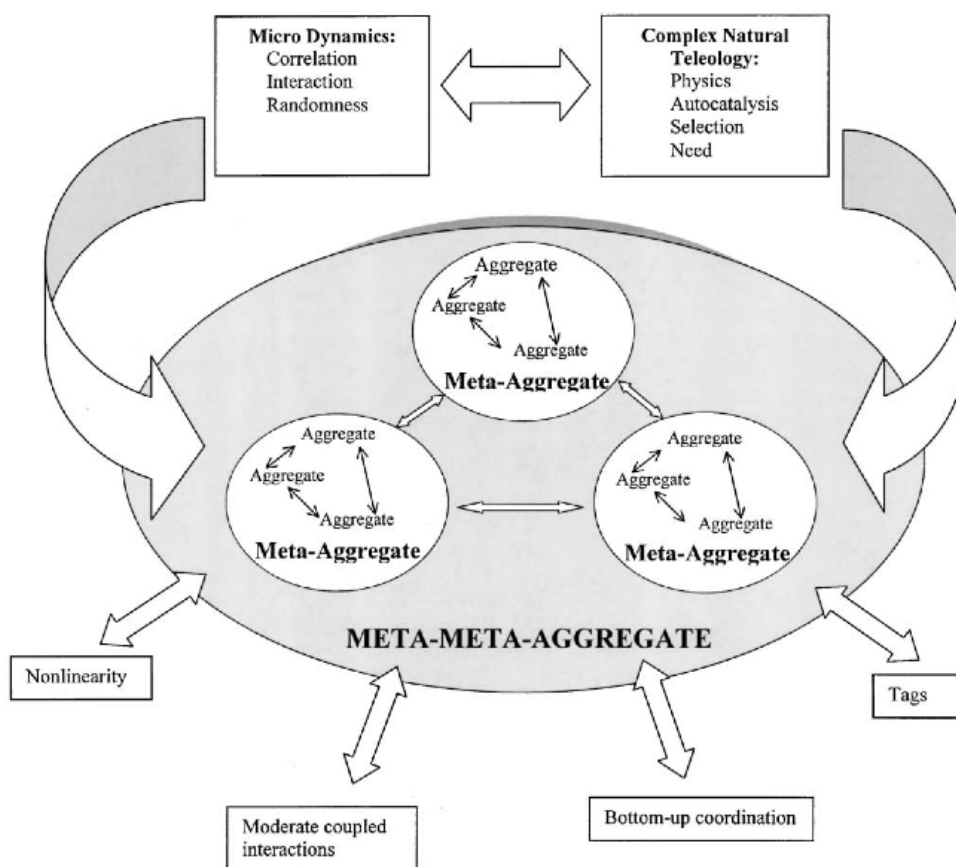 Micro Dynamics:
Correlation
Interaction
Randomness
Complex Natural
Teleology:
Physics
Autocatalysis
Selection
Need
Aggregate
Aggregate
Aggregate
Meta-Aggregate
Aggregate
Aggregate
Aggregate
Meta-Aggregate
Aggregate
Aggregate
Aggregate
Meta-Aggregate
META-META-AGGREGATE
Nonlinearity
Tags
Moderate coupled
interactions
Bottom-up coordination